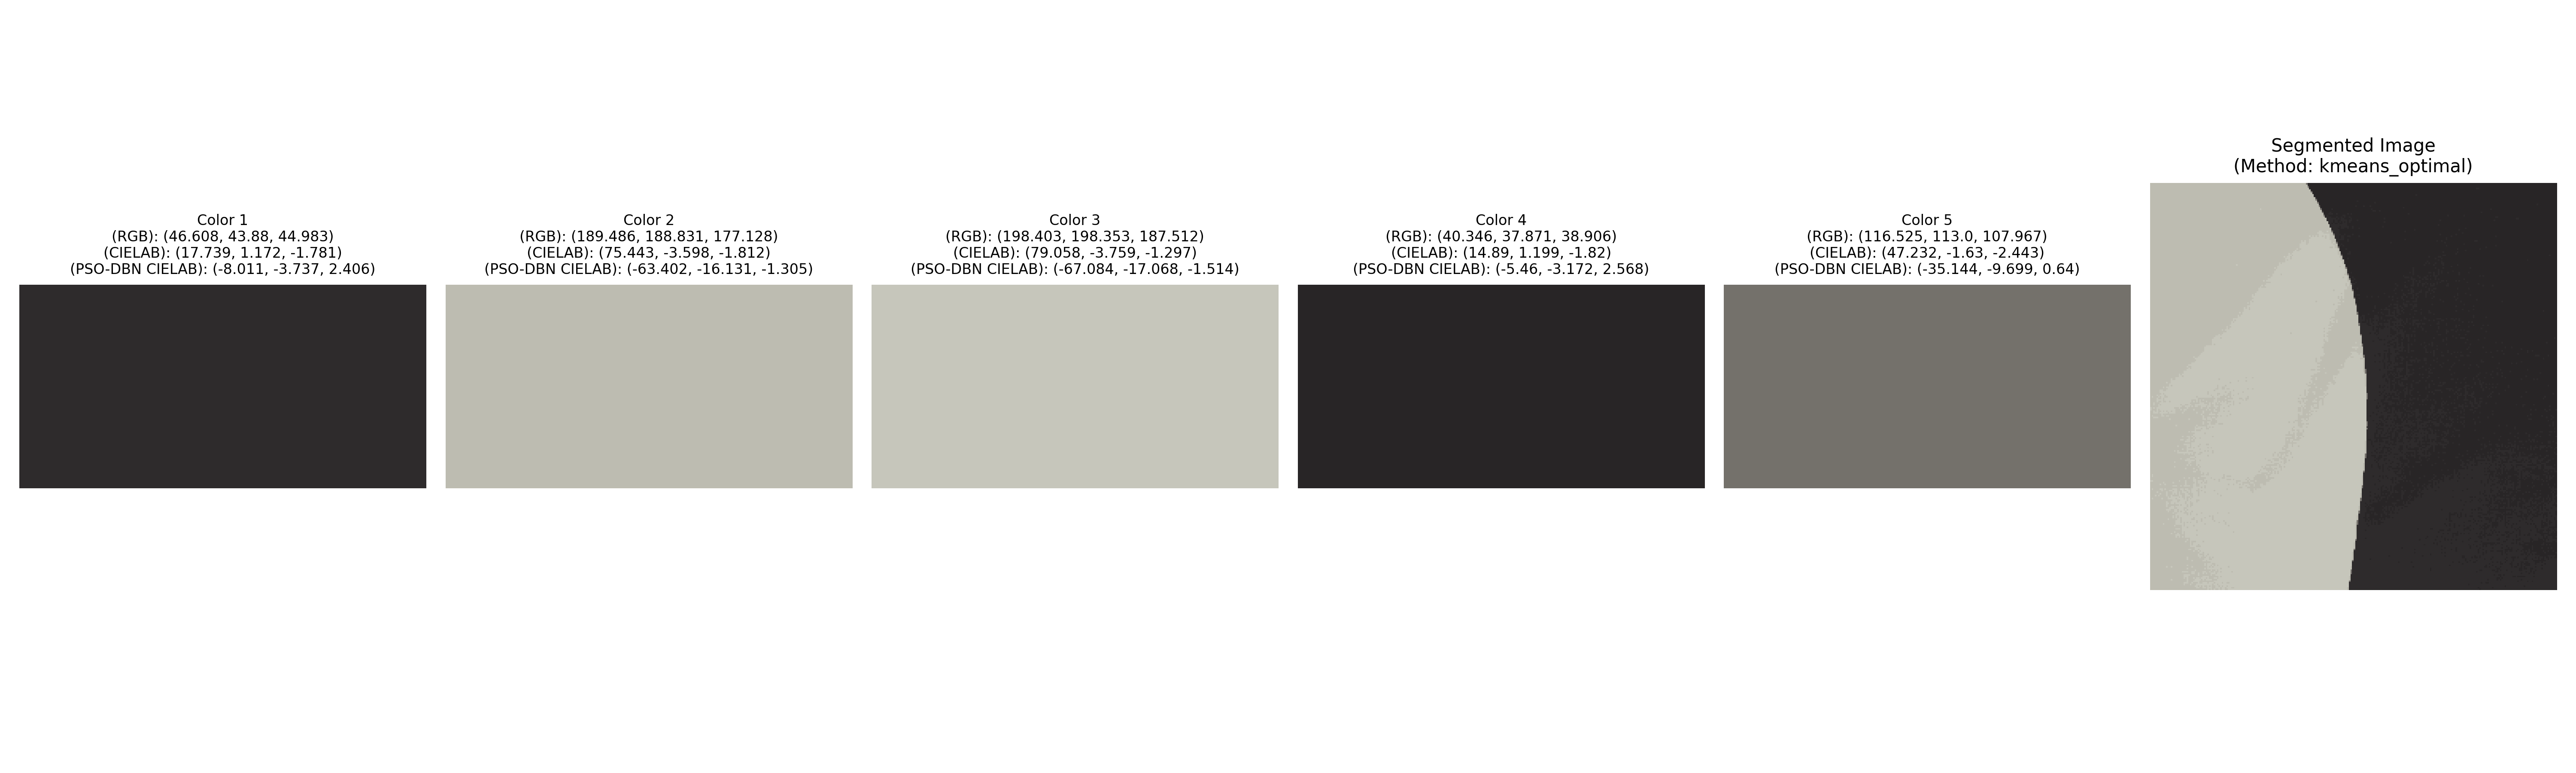 Color 1
(RGB): (46.608, 43.88, 44.983)
(CIELAB): (17.739, 1.172, -1.781)
(PSO-DBN CIELAB): (-8.011, -3.737, 2.406)
Color 2
(RGB): (189.486, 188.831, 177.128)
(CIELAB): (75.443, -3.598, -1.812)
(PSO-DBN CIELAB): (-63.402, -16.131, -1.305)
Color 3
(RGB): (198.403, 198.353, 187.512)
(CIELAB): (79.058, -3.759, -1.297)
(PSO-DBN CIELAB): (-67.084, -17.068, -1.514)
Color 4
(RGB): (40.346, 37.871, 38.906)
(CIELAB): (14.89, 1.199, -1.82)
(PSO-DBN CIELAB): (-5.46, -3.172, 2.568)
Color 5
(RGB): (116.525, 113.0, 107.967)
(CIELAB): (47.232, -1.63, -2.443)
(PSO-DBN CIELAB): (-35.144, -9.699, 0.64)
Segmented Image
(Method: kmeans_optimal)